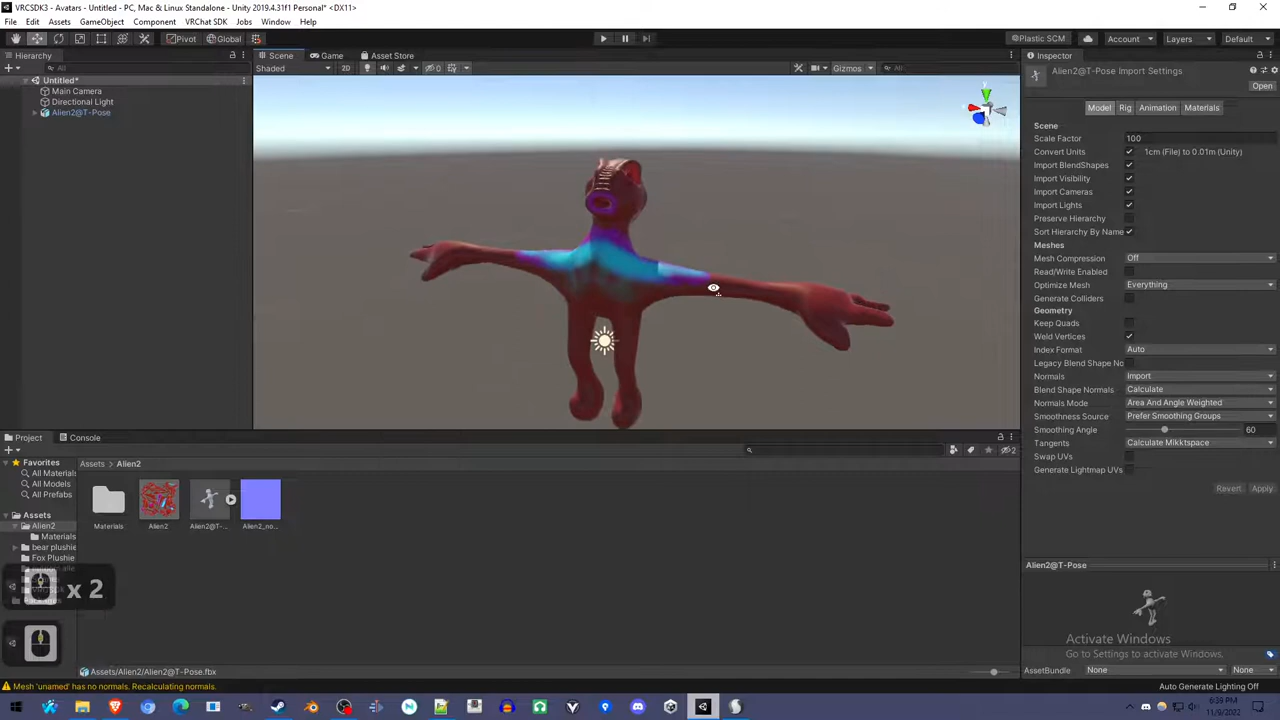 VRCSDK3 - Avatars - Untitled - PC, Mac & Linux Standalone - Unity 2019.4.31f1 Personal* <DX11>
File Edit Assets GameObject Component VRChat SDK Jobs Window Help
Pivot Global Plastic SCM Account Layers Default
Hierarchy Scene Game Asset Store Inspector
All Shaded 2D 0 Gizmos All
Untitled*
Main Camera
Directional Light
Alien2@T-Pose
y
Alien2@T-Pose Import Settings
Open
Model Rig Animation Materials
Scene
Scale Factor 100
Convert Units 1cm (File) to 0.01m (Unity)
Import BlendShapes
Import Visibility
Import Cameras
Import Lights
Preserve Hierarchy
Sort Hierarchy By Name
Meshes
Mesh Compression Off
Read/Write Enabled
Optimize Mesh Everything
Generate Colliders
Geometry
Keep Quads
Weld Vertices
Index Format Auto
Legacy Blend Shape No
Normals Import
Blend Shape Normals Calculate
Normals Mode Area And Angle Weighted
Smoothness Source Prefer Smoothing Groups
Smoothing Angle 60
Tangents Calculate Mikktspace
Swap UVs
Generate Lightmap UVs
Revert Apply
Project Console
2
Favorites
All Materials
All Models
All Prefabs
Assets
Alien2
Materials
bear plushie
Fox Plushie
Assets > Alien2
Materials Alien2 Alien2@T-... Alien2_no...
x 2
Assets/Alien2/Alien2@T-Pose.fbx
Alien2@T-Pose
Activate Windows
Go to Settings to activate Windows.
AssetBundle None None
Mesh 'unamed' has no normals. Recalculating normals.
Auto Generate Lighting Off
6:39 PM